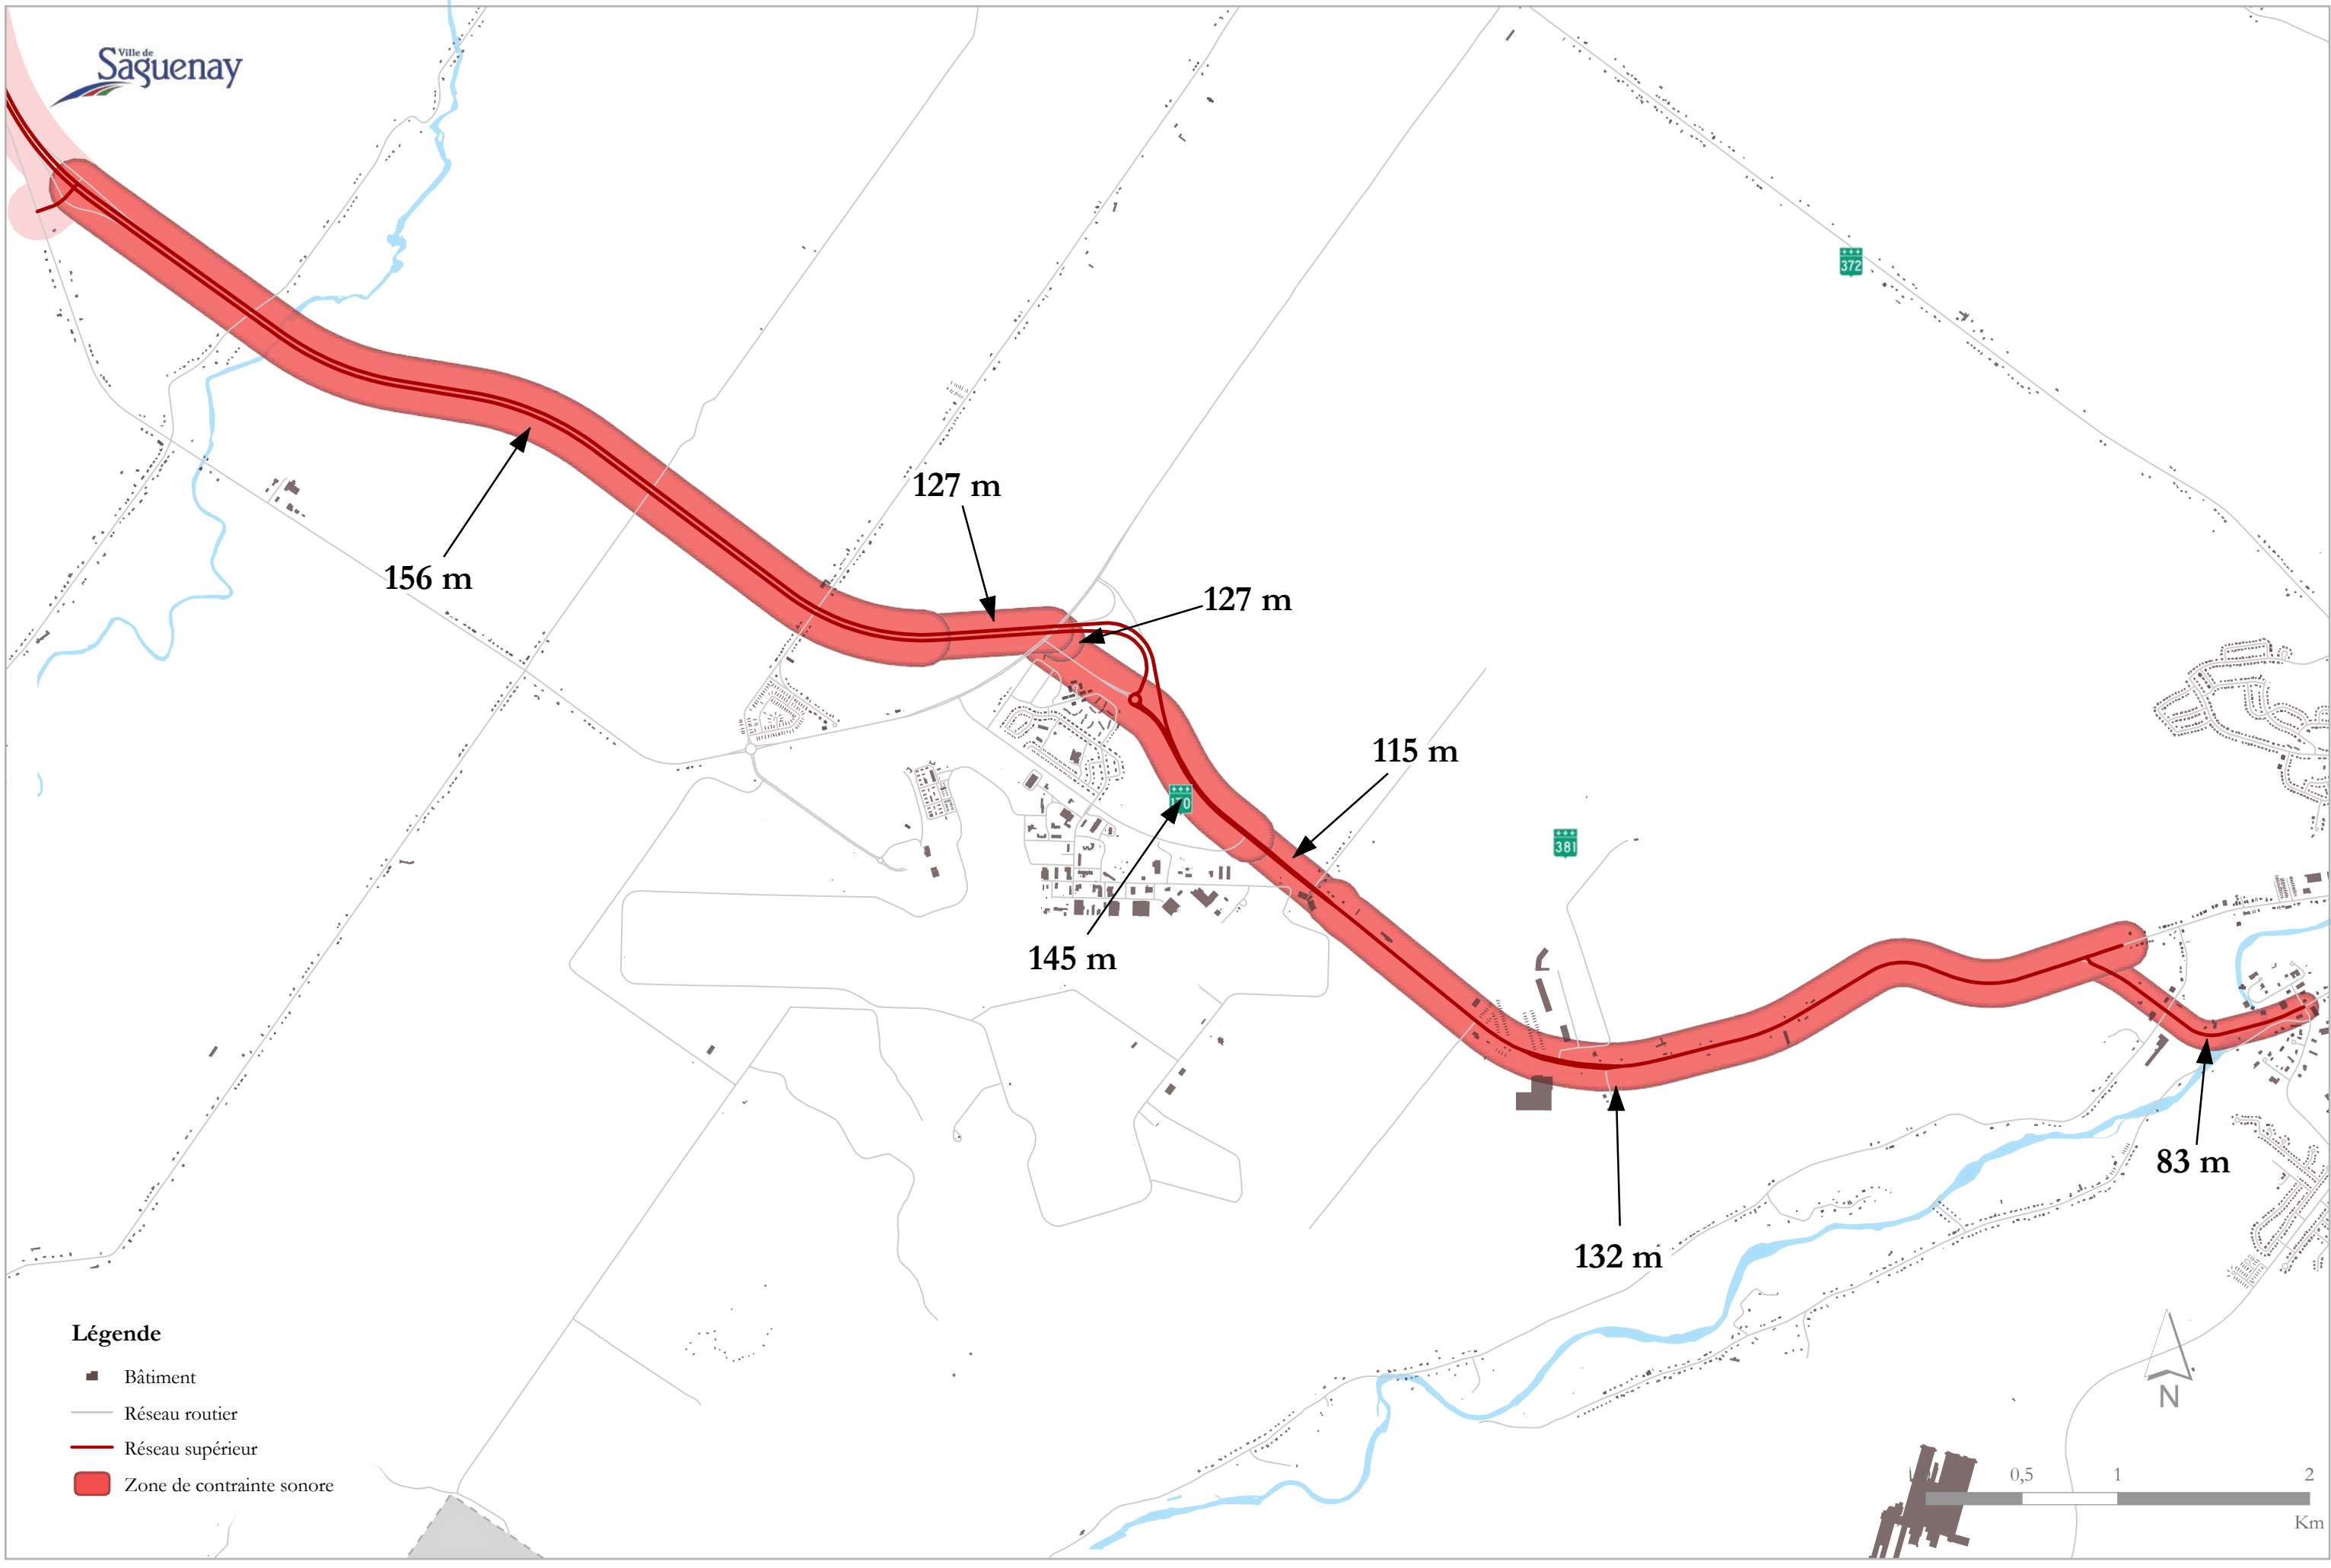 Ville de
Saguenay
372
127 m
156 m
127 m
115 m
170
381
145 m
83 m
132 m
Légende
Bâtiment
Réseau routier
Réseau supérieur
Zone de contrainte sonore
N
0,5 1 2
Km